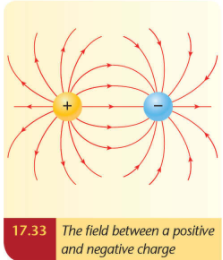 + −
17.33 The field between a positive
and negative charge